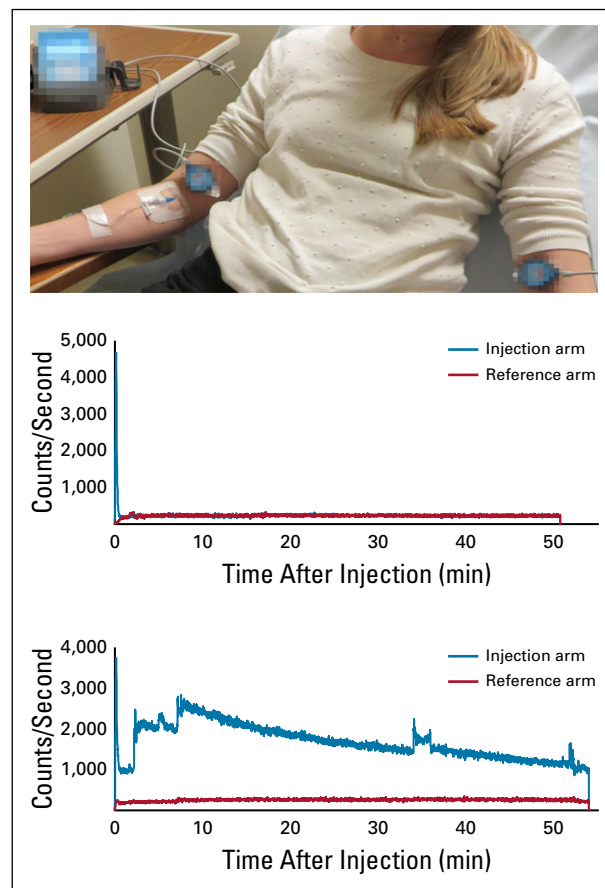 5,000
4,000
3,000
2,000
1,000
Counts/Second
Injection arm
Reference arm
0 10 20 30 40 50
Time After Injection (min)
4,000
3,000
2,000
1,000
Counts/Second
Injection arm
Reference arm
0 10 20 30 40 50
Time After Injection (min)